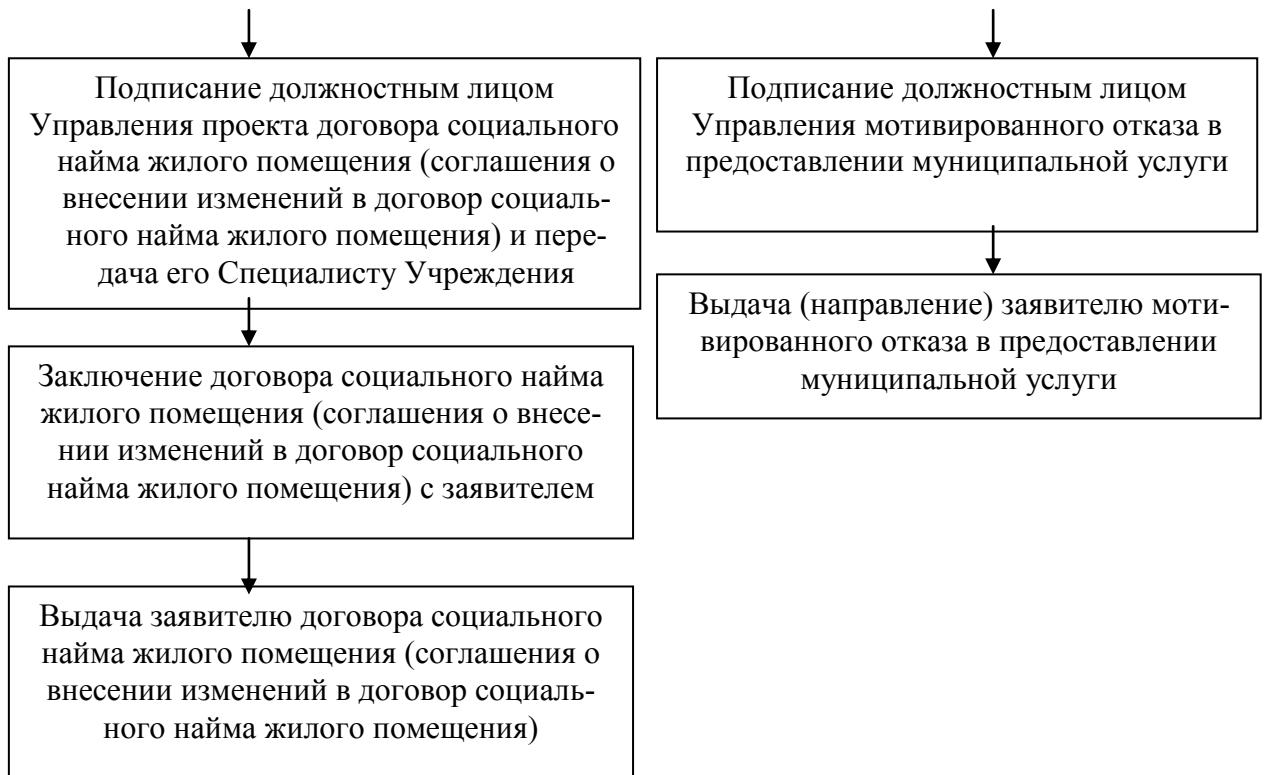 Подписание должностным лицом
Управления проекта договора социального
найма жилого помещения (соглашения о
внесении изменений в договор социаль-
ного найма жилого помещения) и пере-
дача его Специалисту Учреждения
Заключение договора социального найма
жилого помещения (соглашения о внесе-
нии изменений в договор социального
найма жилого помещения) с заявителем
Выдача заявителю договора социального
найма жилого помещения (соглашения о
внесении изменений в договор социаль-
ного найма жилого помещения)
Подписание должностным лицом
Управления мотивированного отказа в
предоставлении муниципальной услуги
Выдача (направление) заявителю моти-
вированного отказа в предоставлении
муниципальной услуги